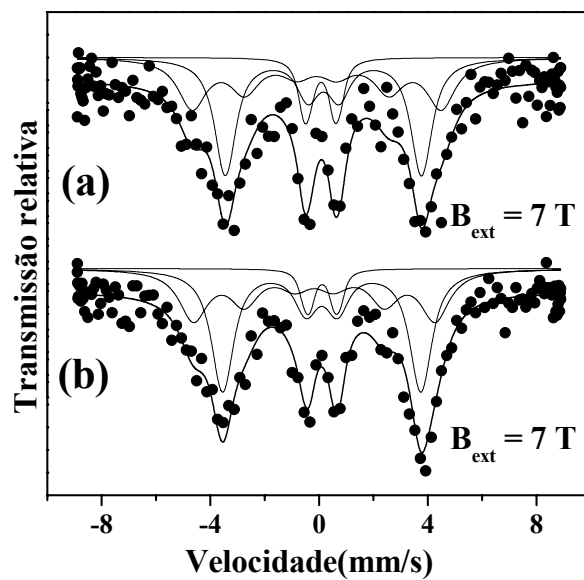 (a)
B_ext = 7 T
(b)
B_ext = 7 T
Transmissão relativa
-8 -4 0 4 8
Velocidade(mm/s)